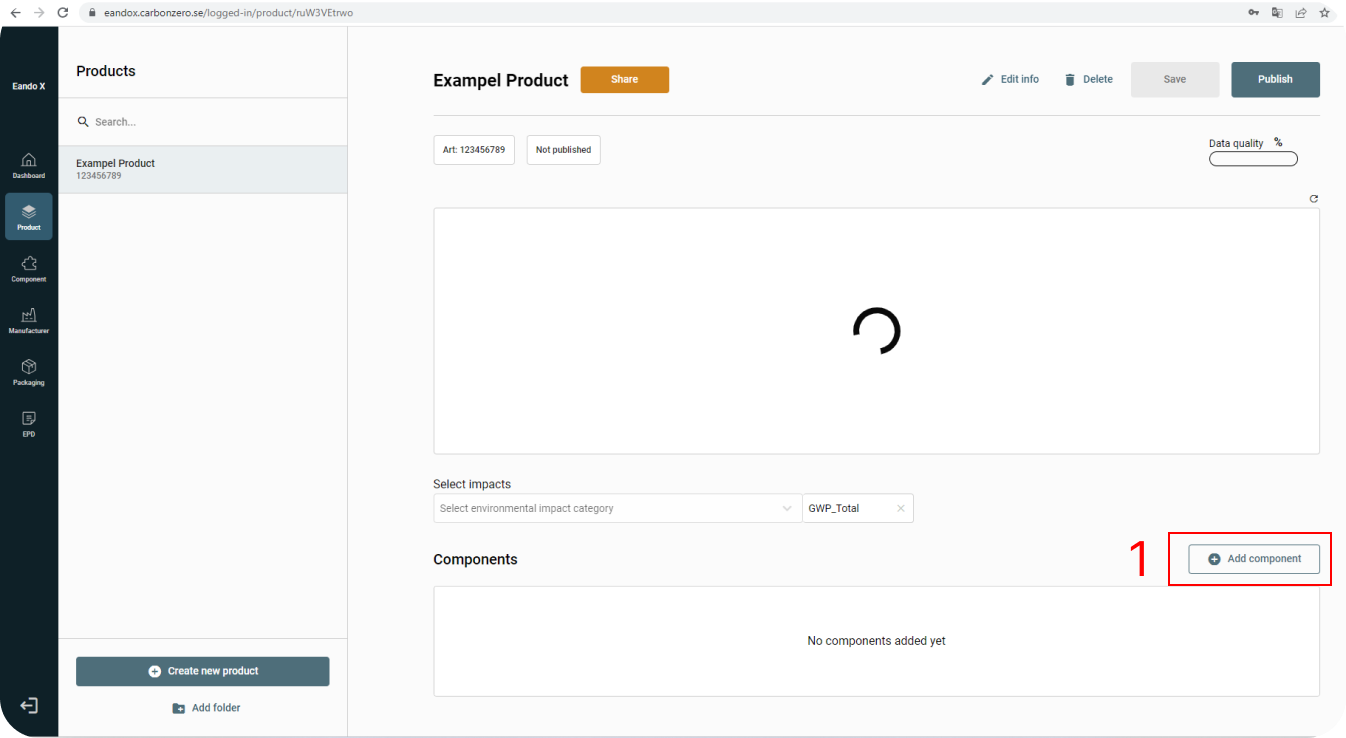 eandox.carbonzero.se/logged-in/product/ruW3VEtrwo
Eando X
Dashboard
Product
Component
Manufacturer
Packaging
EPD
Products
Search...
Exampel Product
123456789
Create new product
Add folder
Exampel Product
Share
Edit info
Delete
Save
Publish
Art: 123456789
Not published
Data quality %
Select impacts
Select environmental impact category
GWP_Total
Components
1
Add component
No components added yet